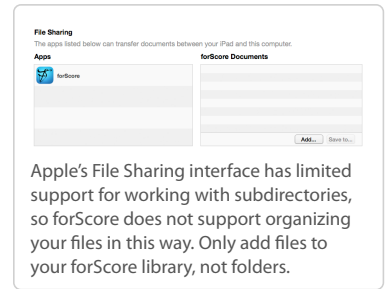 File Sharing
The apps listed below can transfer documents between your iPad and this computer.
Apps
forScore Documents
forScore
Add...
Save to...
Apple’s File Sharing interface has limited
support for working with subdirectories,
so forScore does not support organizing
your files in this way. Only add files to
your forScore library, not folders.